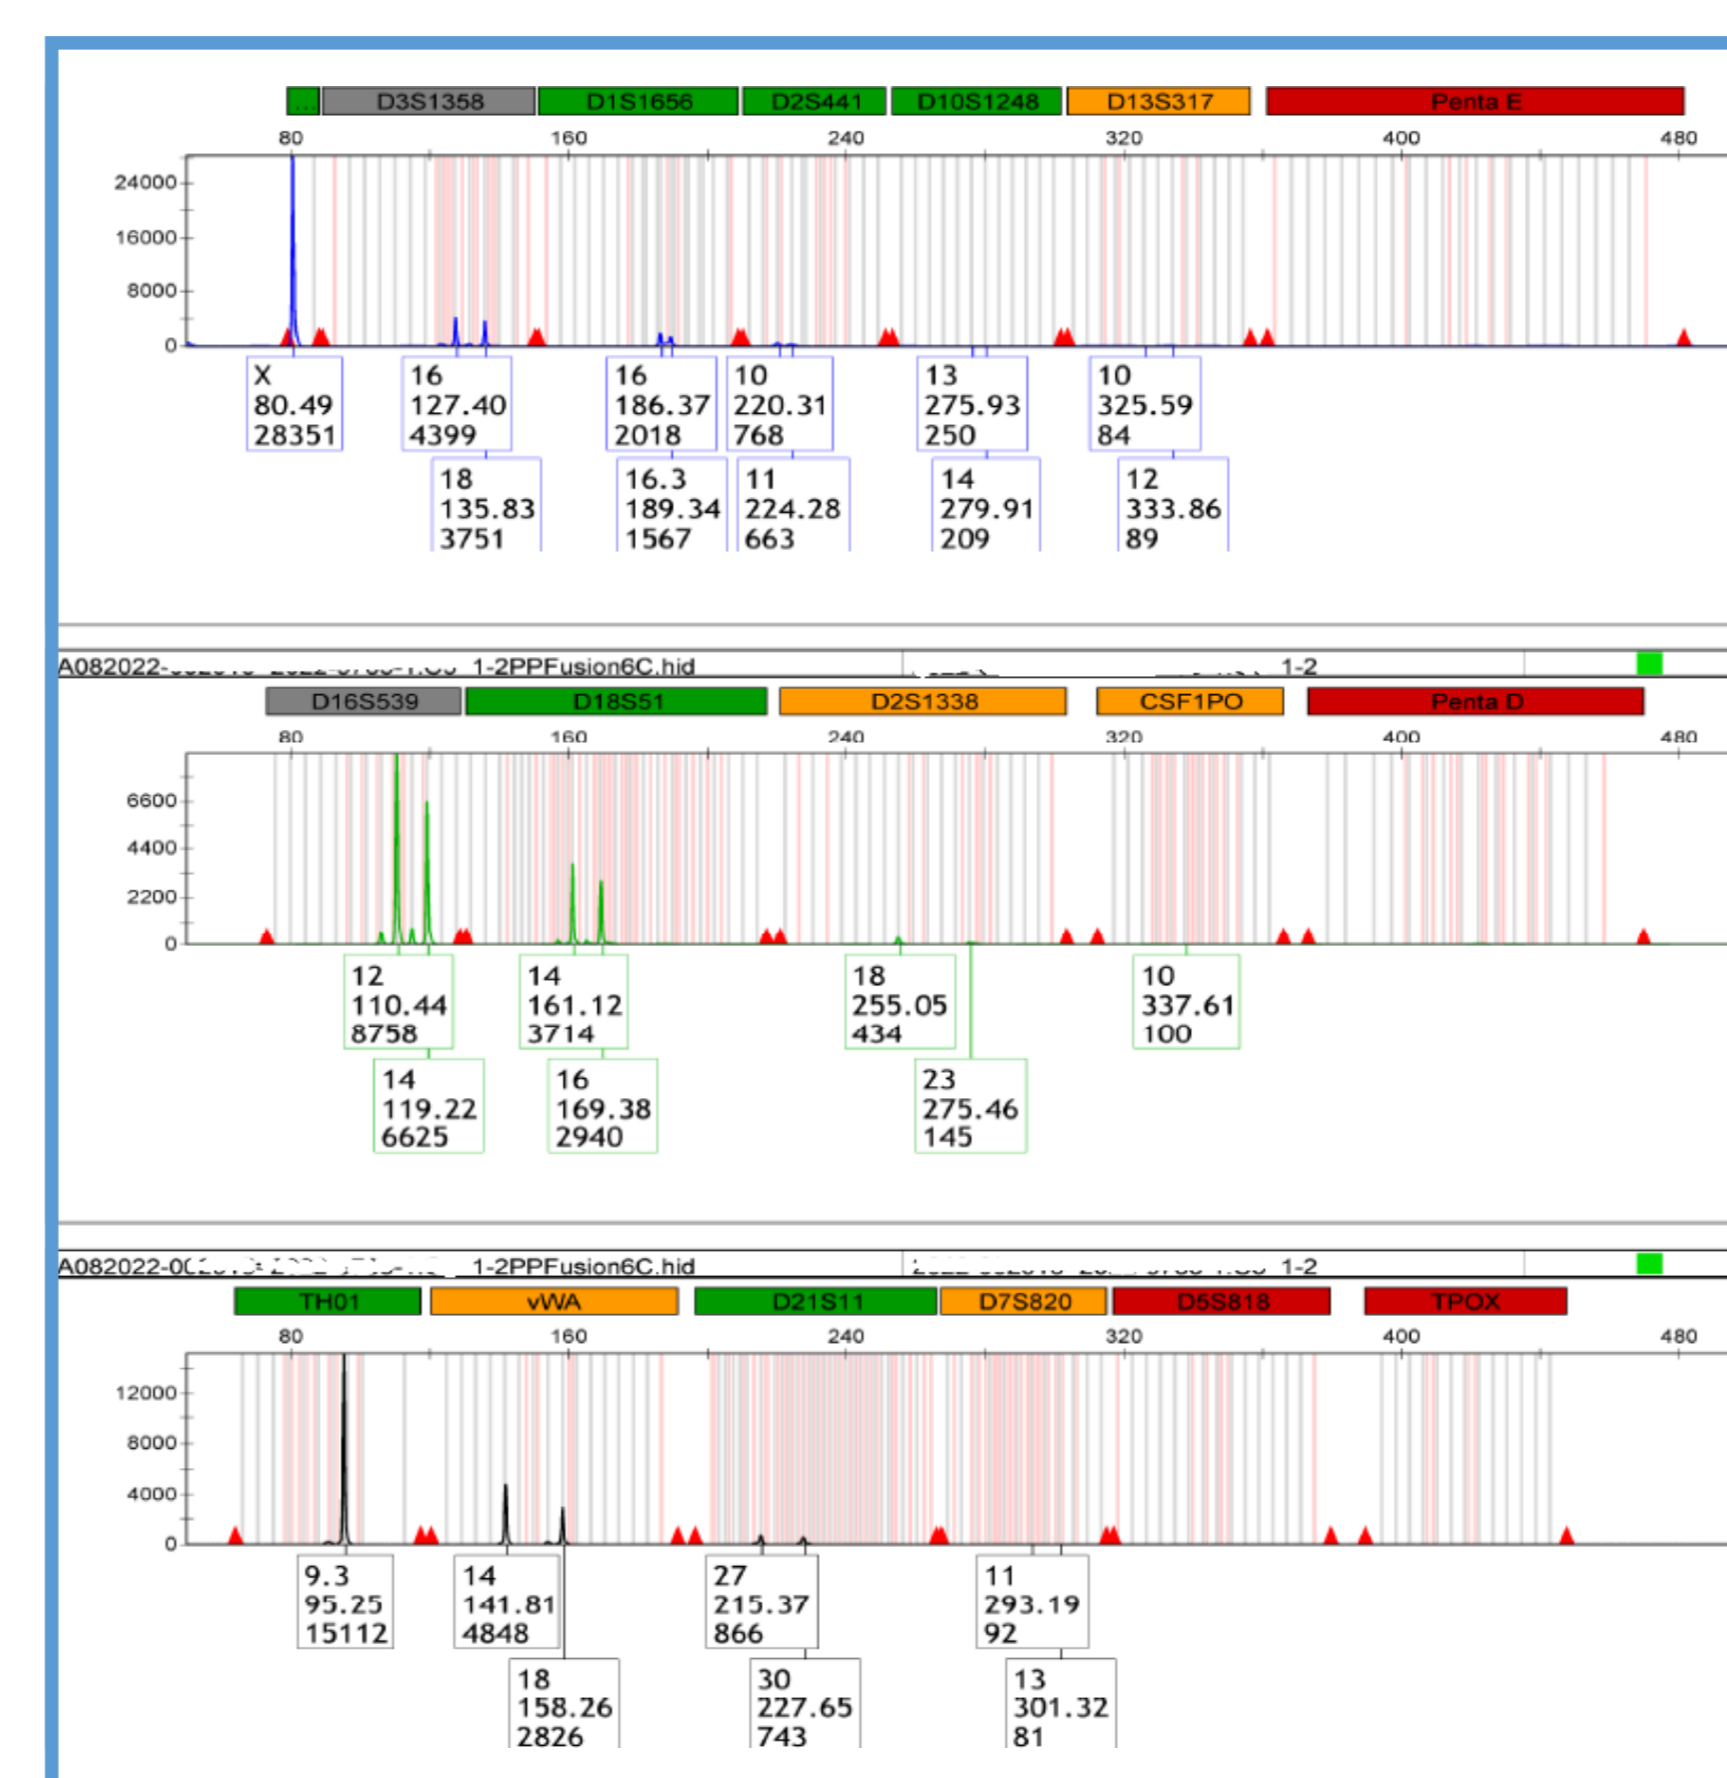 ... D3S1358 D1S1656 D2S441 D10S1248 D13S317 Penta E
80 160 240 320 400 480
24000
16000
8000
0
X 16 16 10 13 10
80.49 127.40 186.37 220.31 275.93 325.59
28351 4399 2018 768 250 84
18 16.3 11 14 12
135.83 189.34 224.28 279.91 333.86
3751 1567 663 209 89
A082022- 1-2PPFusion6C.hid 1-2
D16S539 D18S51 D2S1338 CSF1PO Penta D
80 160 240 320 400 480
6600
4400
2200
0
12 14 18 10
110.44 161.12 255.05 337.61
8758 3714 434 100
14 16 23
119.22 169.38 275.46
6625 2940 145
A082022-0 1-2PPFusion6C.hid 1-2
TH01 vWA D21S11 D7S820 D5S818 TPOX
80 160 240 320 400 480
12000
8000
4000
0
9.3 14 27 11
95.25 141.81 215.37 293.19
15112 4848 866 92
18 30 13
158.26 227.65 301.32
2826 743 81